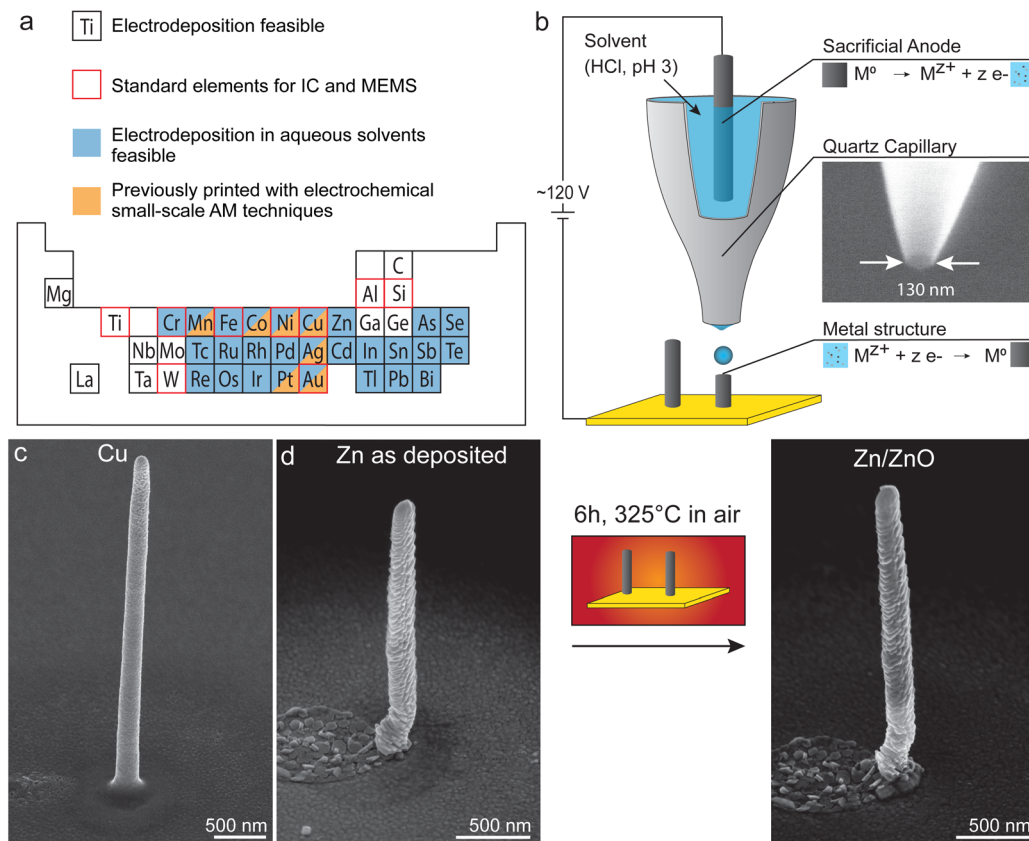 a
Ti Electrodeposition feasible
Standard elements for IC and MEMS
Electrodeposition in aqueous solvents
feasible
Previously printed with electrochemical
small-scale AM techniques
C
Mg Al Si
Ti Cr Mn Fe Co Ni Cu Zn Ga Ge As Se
Nb Mo Tc Ru Rh Pd Ag Cd In Sn Sb Te
La Ta W Re Os Ir Pt Au Tl Pb Bi
b
Solvent
(HCl, pH 3)
~120 V
Sacrificial Anode
M⁰ → M^Z+ + z e-
Quartz Capillary
130 nm
Metal structure
M^Z+ + z e- → M⁰
c
Cu
500 nm
d
Zn as deposited
500 nm
6h, 325°C in air
Zn/ZnO
500 nm